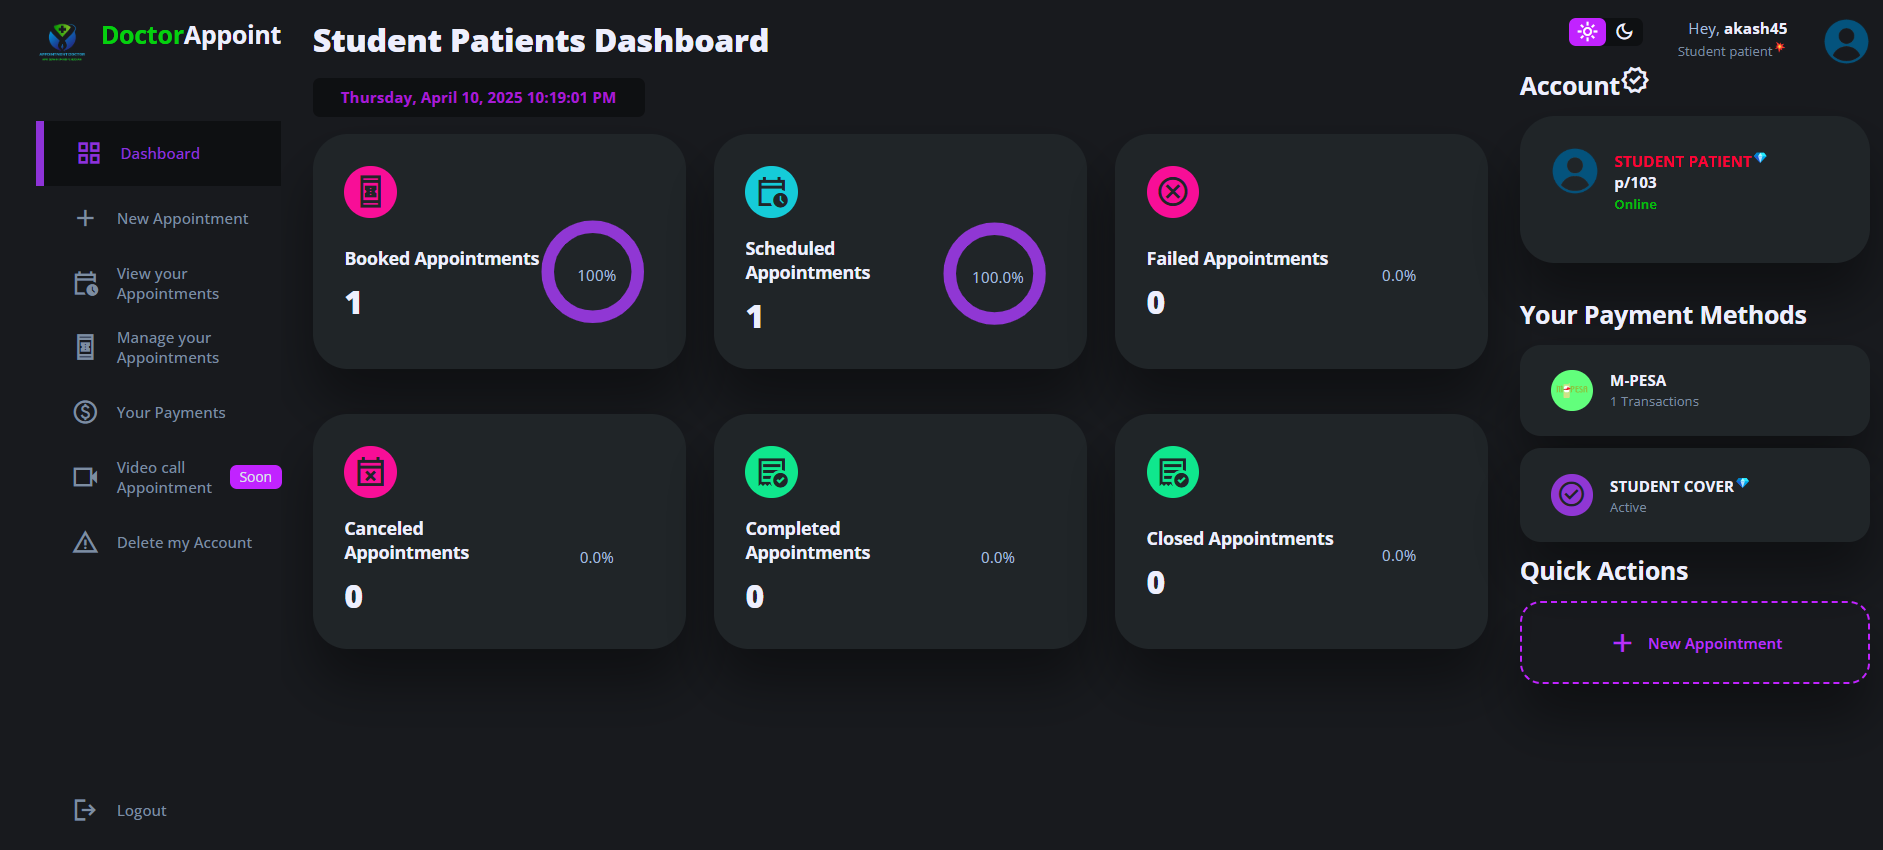 DoctorAppoint
Dashboard
New Appointment
View your
Appointments
Manage your
Appointments
Your Payments
Video call
Appointment
Soon
Delete my Account
Logout
Student Patients Dashboard
Thursday, April 10, 2025 10:19:01 PM
Booked Appointments
1
100%
Scheduled
Appointments
1
100.0%
Failed Appointments
0
0.0%
Canceled
Appointments
0
0.0%
Completed
Appointments
0
0.0%
Closed Appointments
0
0.0%
Hey, akash45
Student patient
Account
STUDENT PATIENT
p/103
Online
Your Payment Methods
M-PESA
1 Transactions
STUDENT COVER
Active
Quick Actions
New Appointment